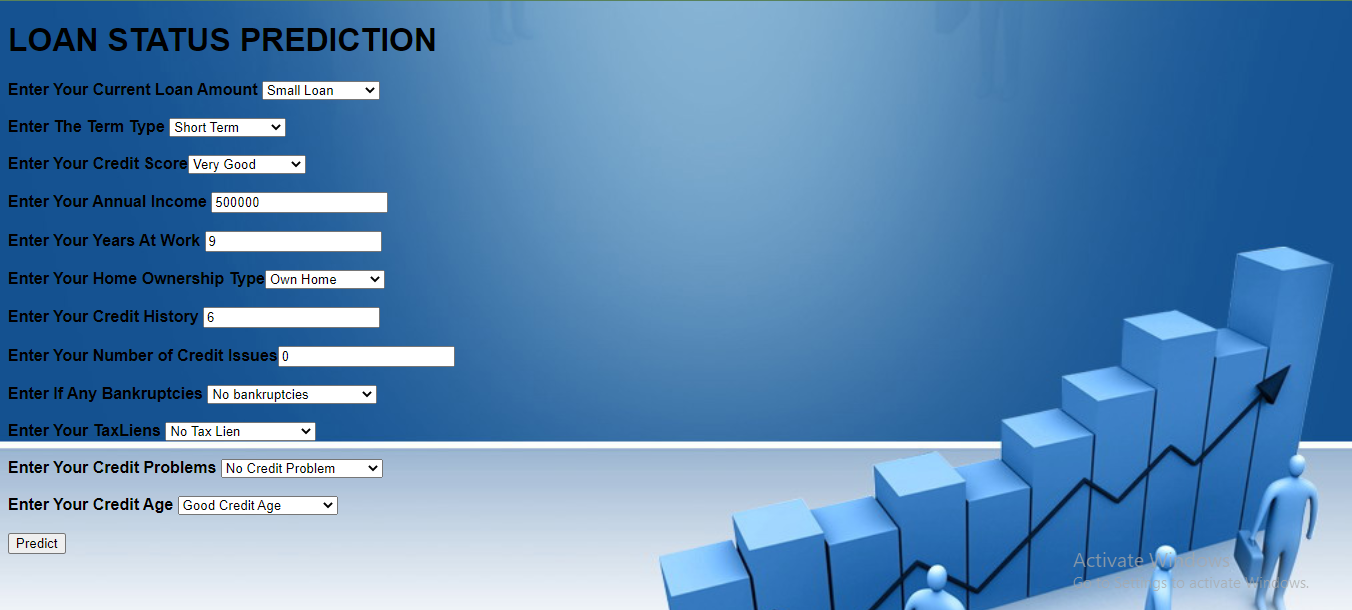 LOAN STATUS PREDICTION
Enter Your Current Loan Amount Small Loan
Enter The Term Type Short Term
Enter Your Credit Score Very Good
Enter Your Annual Income 500000
Enter Your Years At Work 9
Enter Your Home Ownership Type Own Home
Enter Your Credit History 6
Enter Your Number of Credit Issues 0
Enter If Any Bankruptcies No bankruptcies
Enter Your TaxLiens No Tax Lien
Enter Your Credit Problems No Credit Problem
Enter Your Credit Age Good Credit Age
Predict
Activate Windows
Go to Settings to activate Windows.